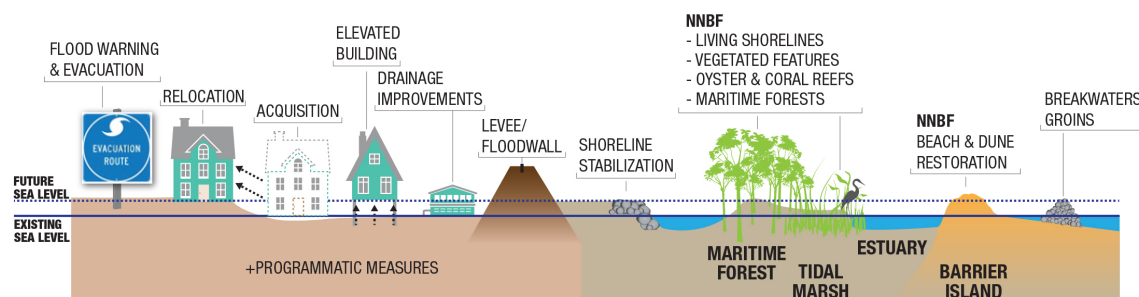 FLOOD WARNING
& EVACUATION
RELOCATION
ACQUISITION
ELEVATED
BUILDING
DRAINAGE
IMPROVEMENTS
LEVEE/
FLOODWALL
SHORELINE
STABILIZATION
NNBF
- LIVING SHORELINES
- VEGETATED FEATURES
- OYSTER & CORAL REEFS
- MARITIME FORESTS
NNBF
BEACH & DUNE
RESTORATION
BREAKWATERS
GROINS
EVACUATION
ROUTE
FUTURE
SEA LEVEL
EXISTING
SEA LEVEL
+PROGRAMMATIC MEASURES
MARITIME
FOREST
TIDAL
MARSH
ESTUARY
BARRIER
ISLAND